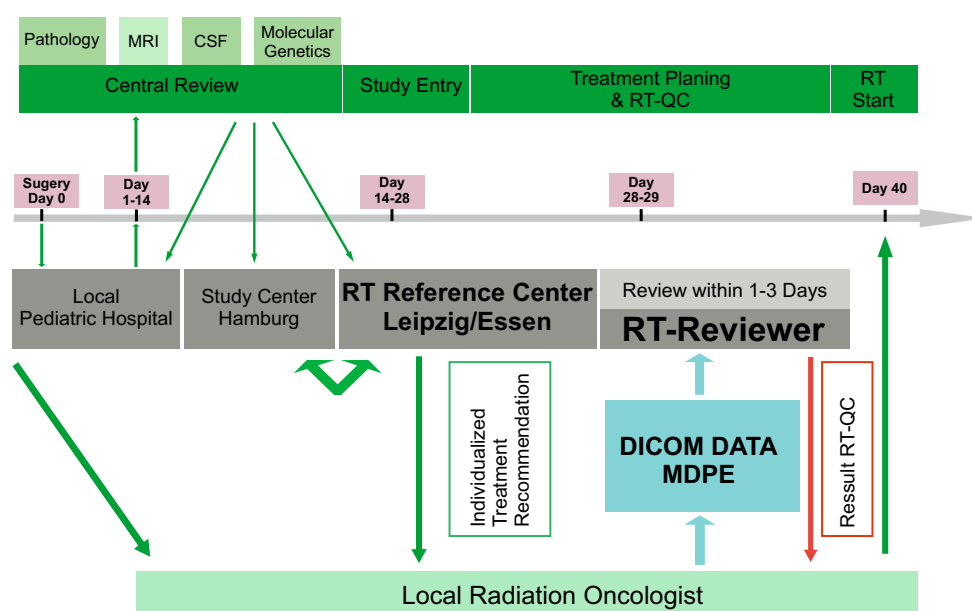 Pathology
MRI
CSF
Molecular
Genetics
Central Review
Study Entry
Treatment Planing
& RT-QC
RT
Start
Sugery
Day 0
Day
1-14
Day
14-28
Day
28-29
Day 40
Local
Pediatric Hospital
Study Center
Hamburg
RT Reference Center
Leipzig/Essen
Review within 1-3 Days
RT-Reviewer
Individualized
Treatment
Recommendation
DICOM DATA
MDPE
Ressult RT-QC
Local Radiation Oncologist